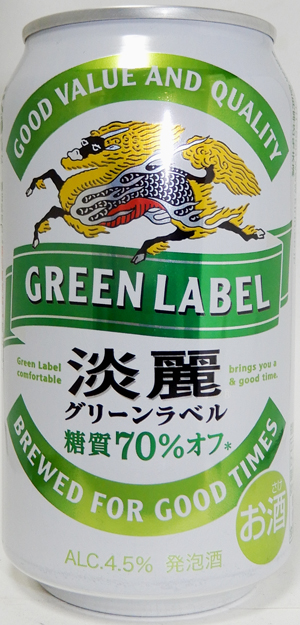 GOOD VALUE AND QUALITY
GREEN LABEL
Green Label
comfortable
brings you a
& good time.
淡麗
グリーンラベル
糖質70%オフ*
BREWED FOR GOOD TIMES
さけ
お酒
ALC.4.5% 発泡酒